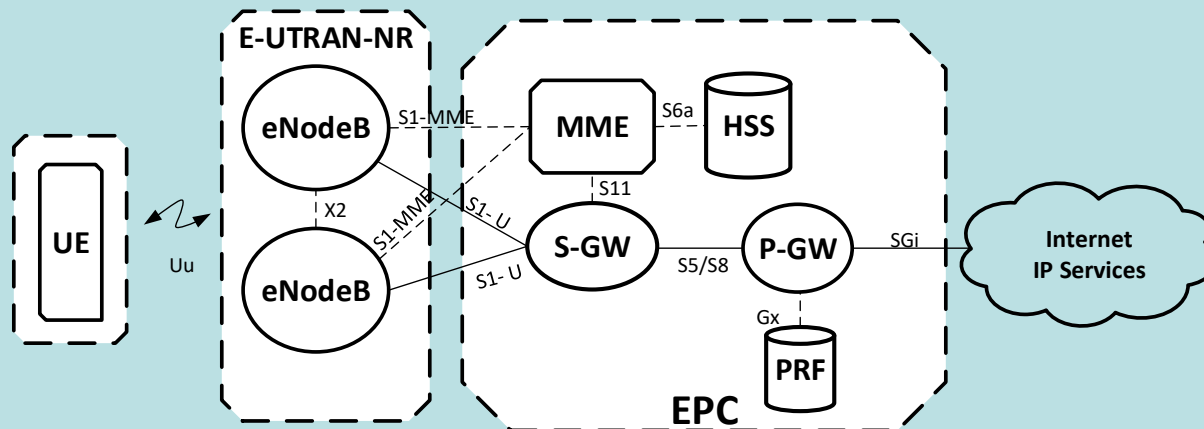 E-UTRAN-NR
eNodeB
S1-MME
MME
S6a
HSS
UE
Uu
X2
S1-MME
S1- U
S11
eNodeB
S1- U
S-GW
S5/S8
P-GW
SGi
Internet
IP Services
Gx
PRF
EPC